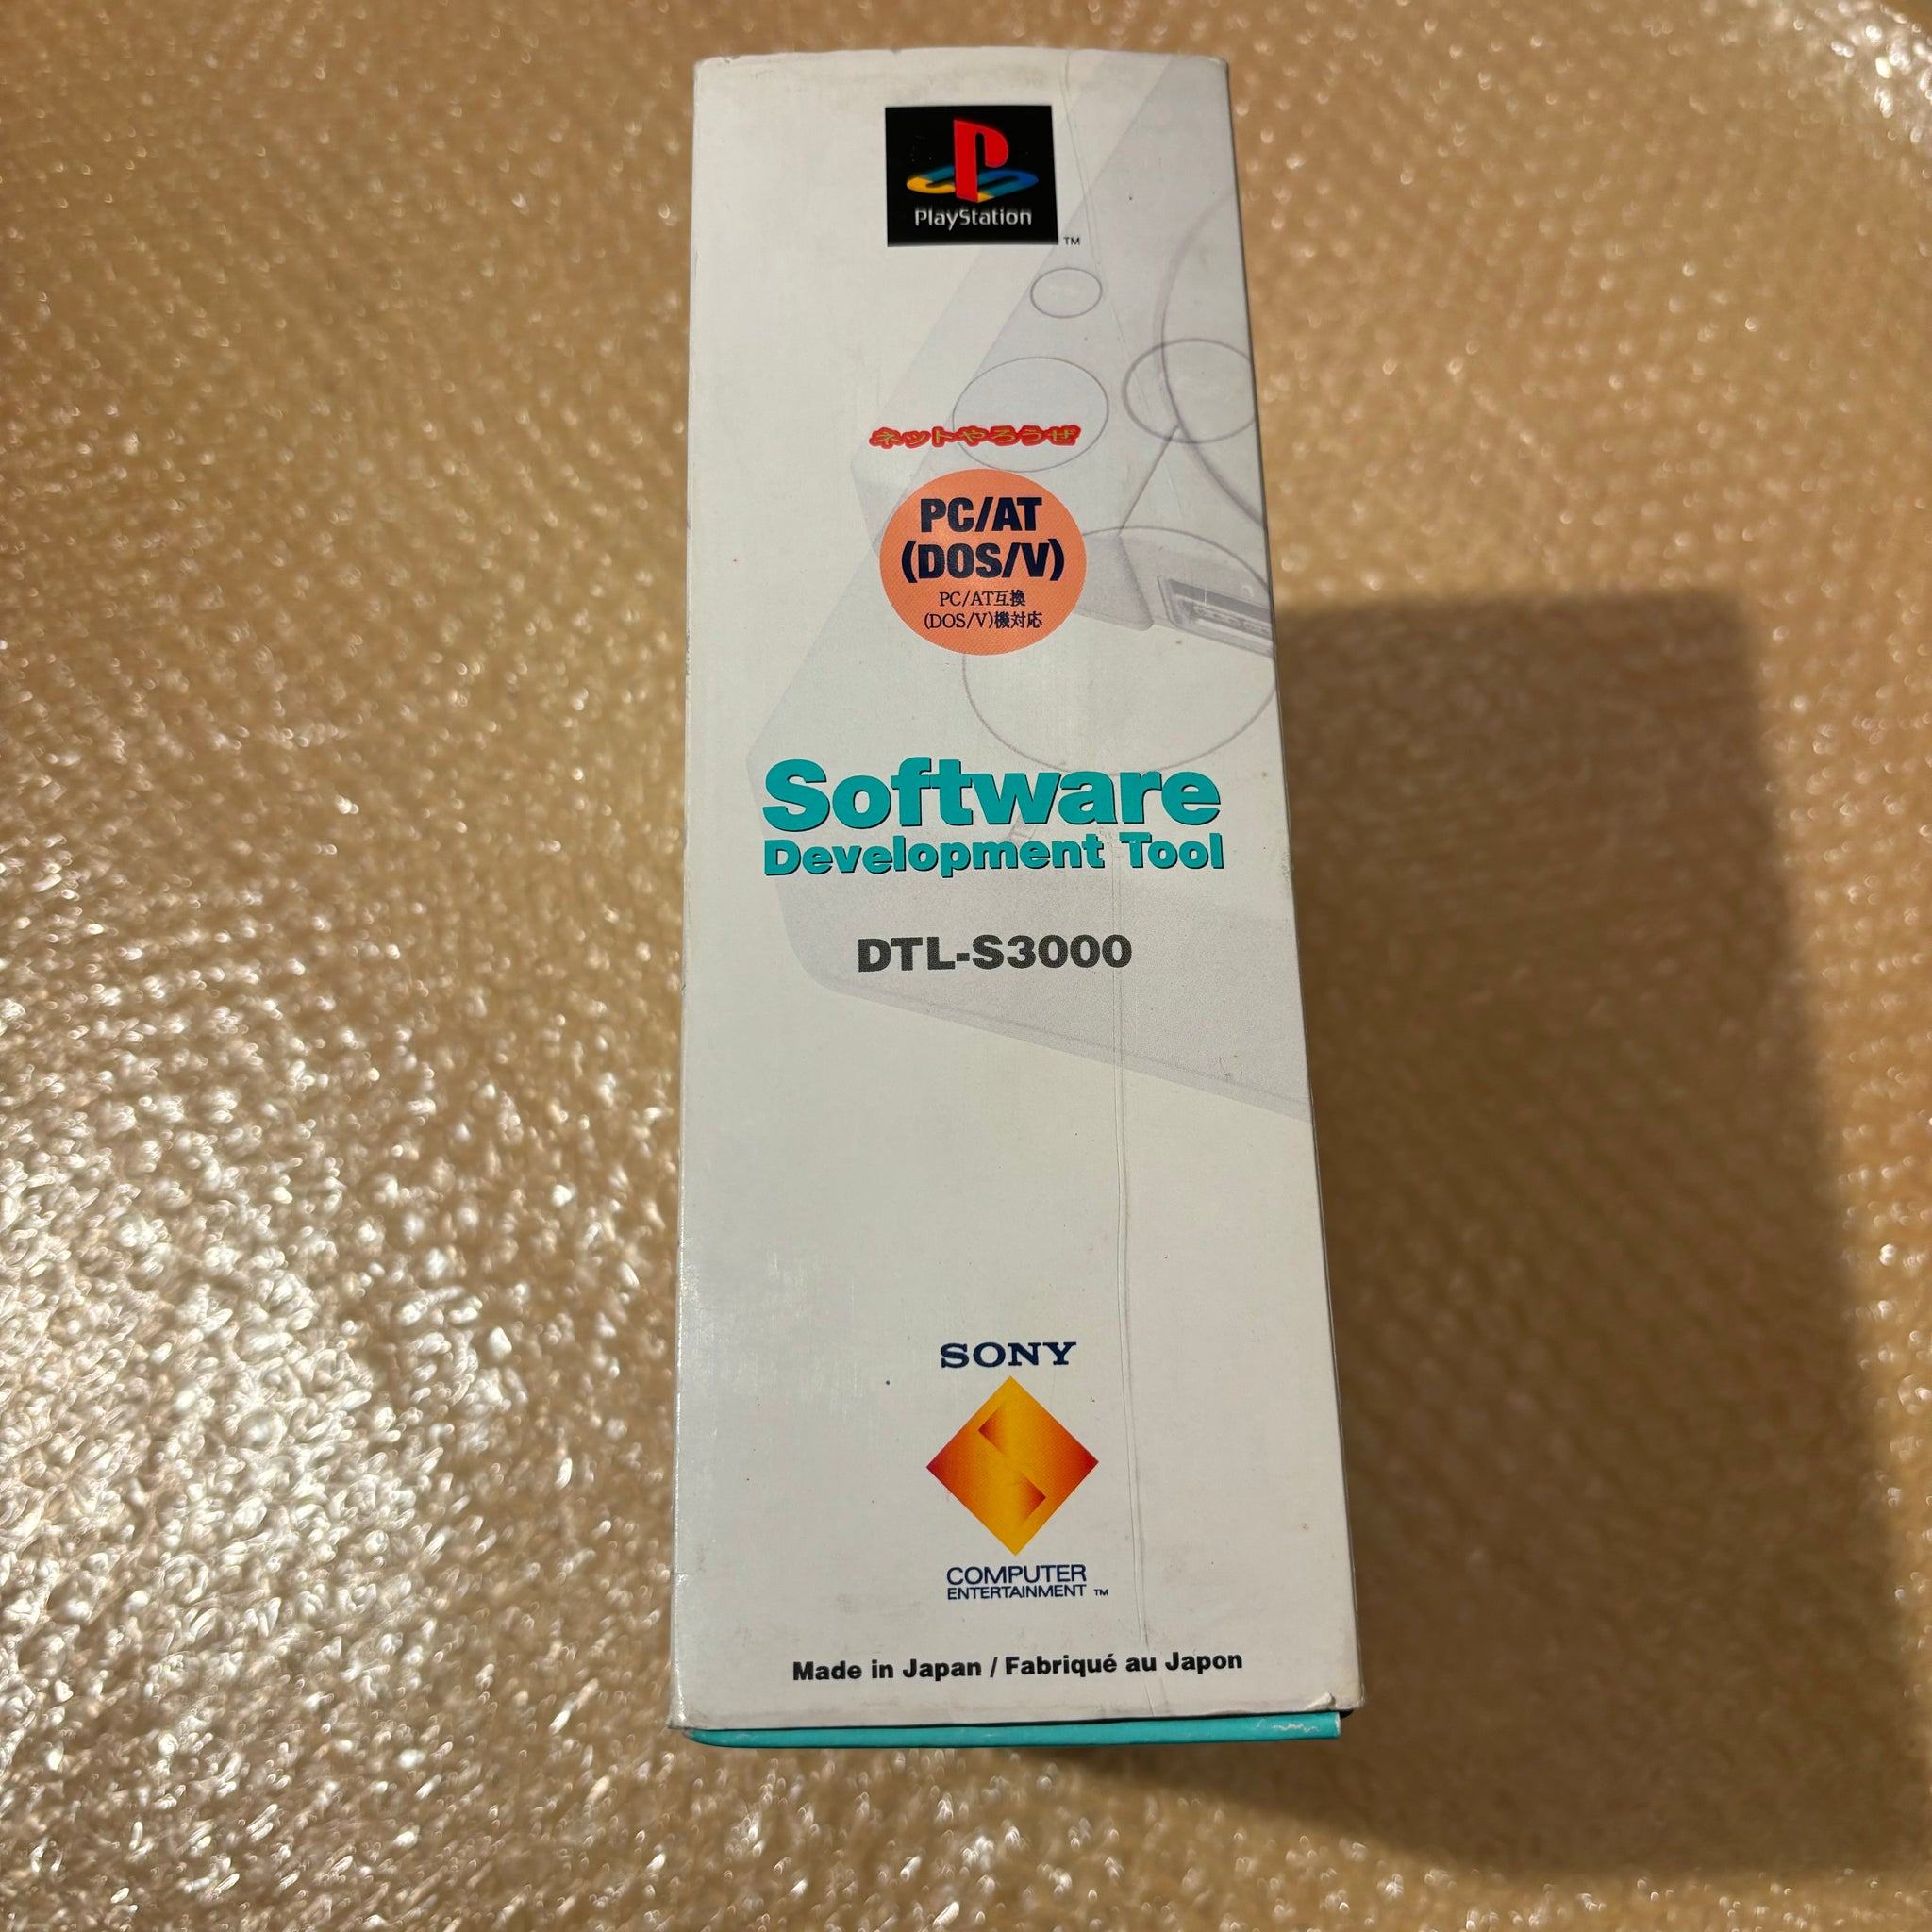 PlayStation
TM
ネットやろうぜ
PC/AT
(DOS/V)
PC/AT互換
(DOS/V)機対応
Software
Development Tool
DTL-S3000
SONY
COMPUTER
ENTERTAINMENT TM
Made in Japan / Fabriqué au Japon